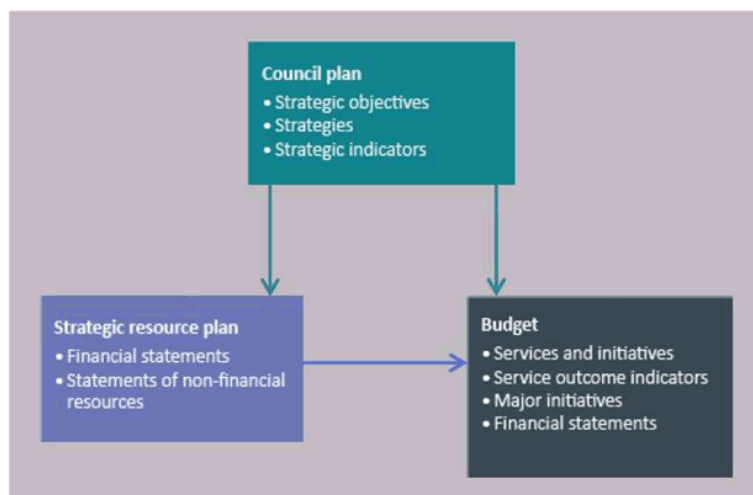 Council plan
• Strategic objectives
• Strategies
• Strategic indicators
Strategic resource plan
• Financial statements
• Statements of non-financial
resources
Budget
• Services and initiatives
• Service outcome indicators
• Major initiatives
• Financial statements